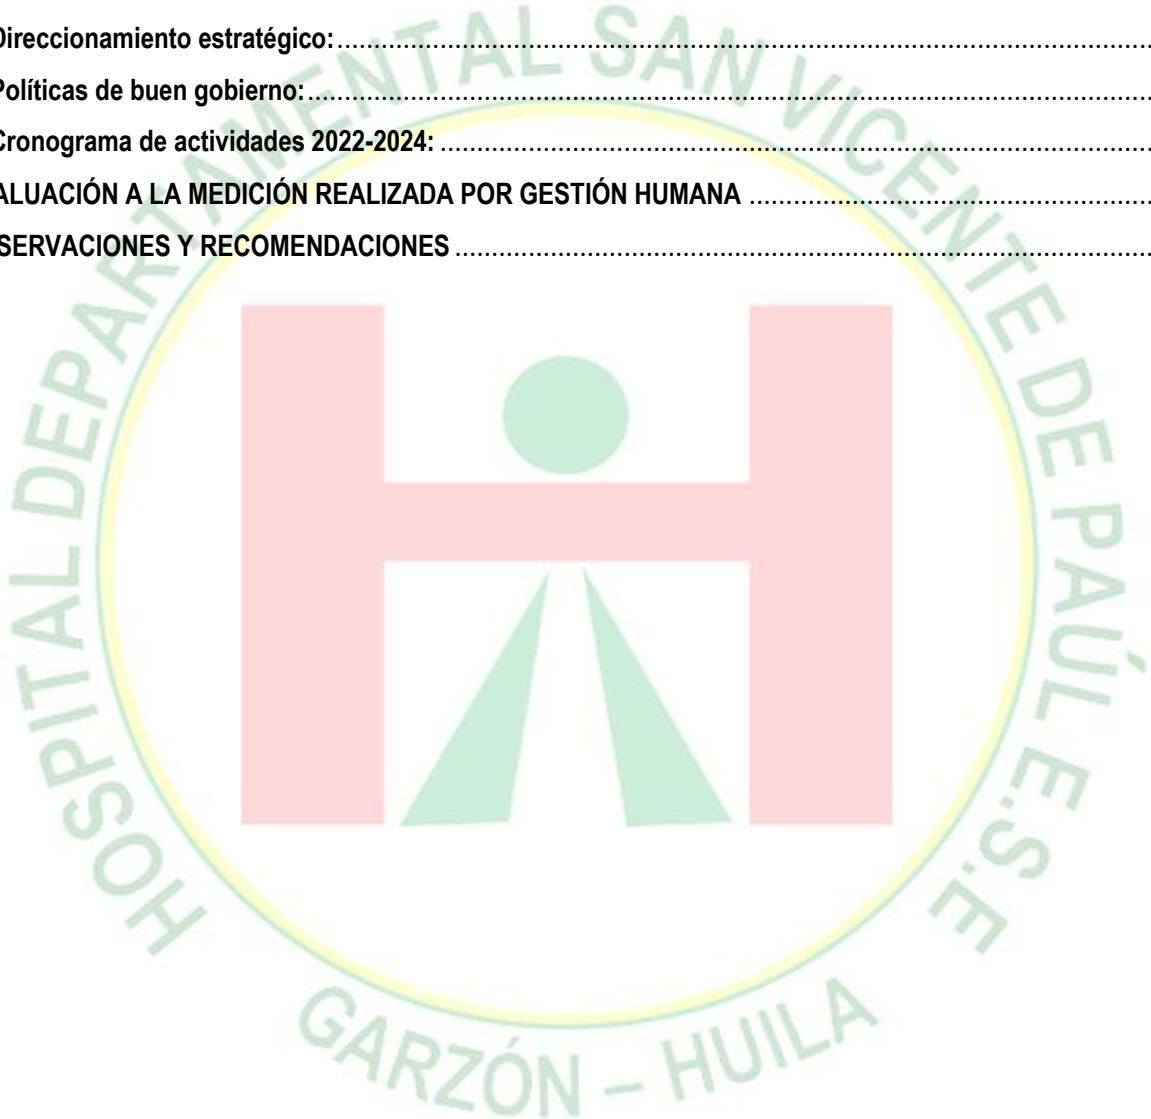 Direccionamiento estratégico:
Políticas de buen gobierno:
Cronograma de actividades 2022-2024:
ALUACIÓN A LA MEDICIÓN REALIZADA POR GESTIÓN HUMANA
SERVACIONES Y RECOMENDACIONES
HOSPITAL DEPARTAMENTAL SAN VICENTE DE PAÚL E.S.E
GARZÓN – HUILA